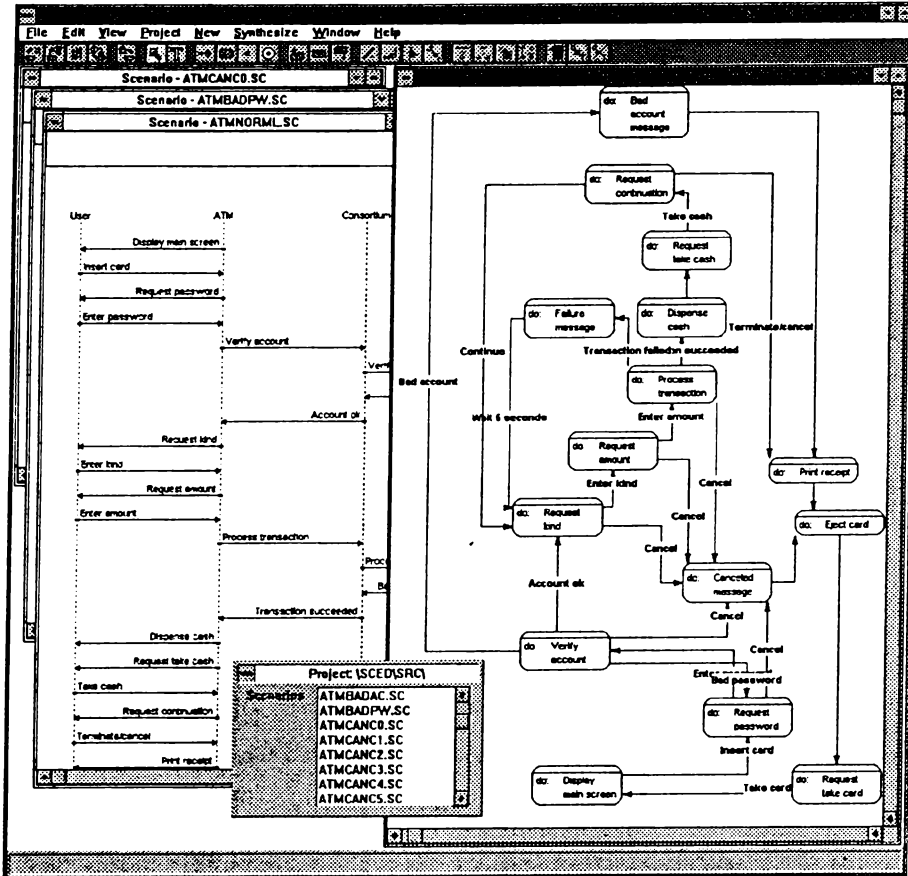 File Edit View Project New Synthesize Window Help
Scenario - ATMCANC0.SC
Scenario - ATMBADPW.SC
Scenario - ATMNORML.SC
User ATM Consortium
Display main screen
Insert card
Request password
Enter password
Verify account
Verif
Account ok
Request kind
Enter kind
Request amount
Enter amount
Process transaction
Proc
Ba
Transaction succeeded
Dispense cash
Request take cash
Take cash
Request continuation
Terminate/cancel
Print receipt
Project: \SCED\SRC\
Scenarios
ATMBADAC.SC
ATMBADPW.SC
ATMCANC0.SC
ATMCANC1.SC
ATMCANC2.SC
ATMCANC3.SC
ATMCANC4.SC
ATMCANC5.SC
do: Bad
account
message
do: Request
continuation
Take cash
do: Request
take cash
do: Failure
message
do: Dispense
cash
Terminate/cancel
Continue
Transaction failed
on succeeded
Bad account
do: Process
transaction
Wait 5 seconds
Enter amount
do: Request
amount
Cancel
do: Print receipt
Enter kind
do: Request
kind
Cancel
do: Eject card
Cancel
Account ok
do: Canceled
message
Cancel
do: Verify
account
Cancel
Ente
Bad password
do: Request
password
Insert card
do: Display
main screen
Take card
do: Request
take card